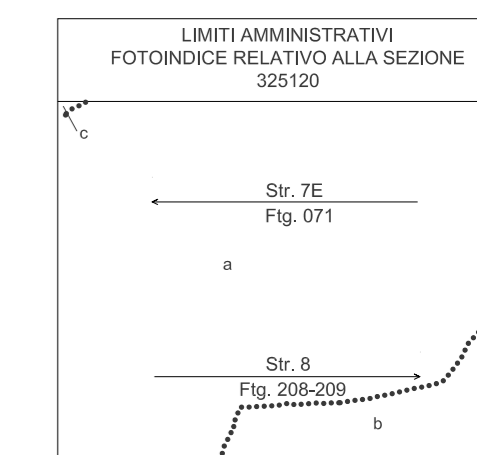 LIMITI AMMINISTRATIVI
FOTOINDICE RELATIVO ALLA SEZIONE
325120
c
Str. 7E
Ftg. 071
a
Str. 8
Ftg. 208-209
b